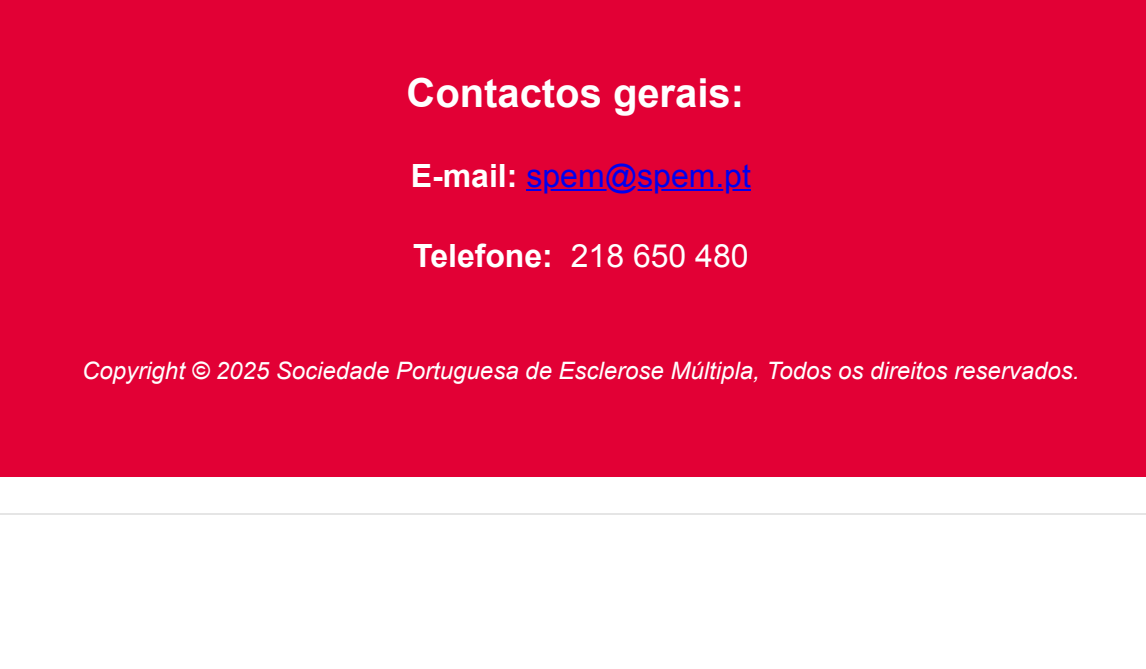 Contactos gerais:
E-mail: spem@spem.pt
Telefone:  218 650 480
Copyright © 2025 Sociedade Portuguesa de Esclerose Múltipla, Todos os direitos reservados.